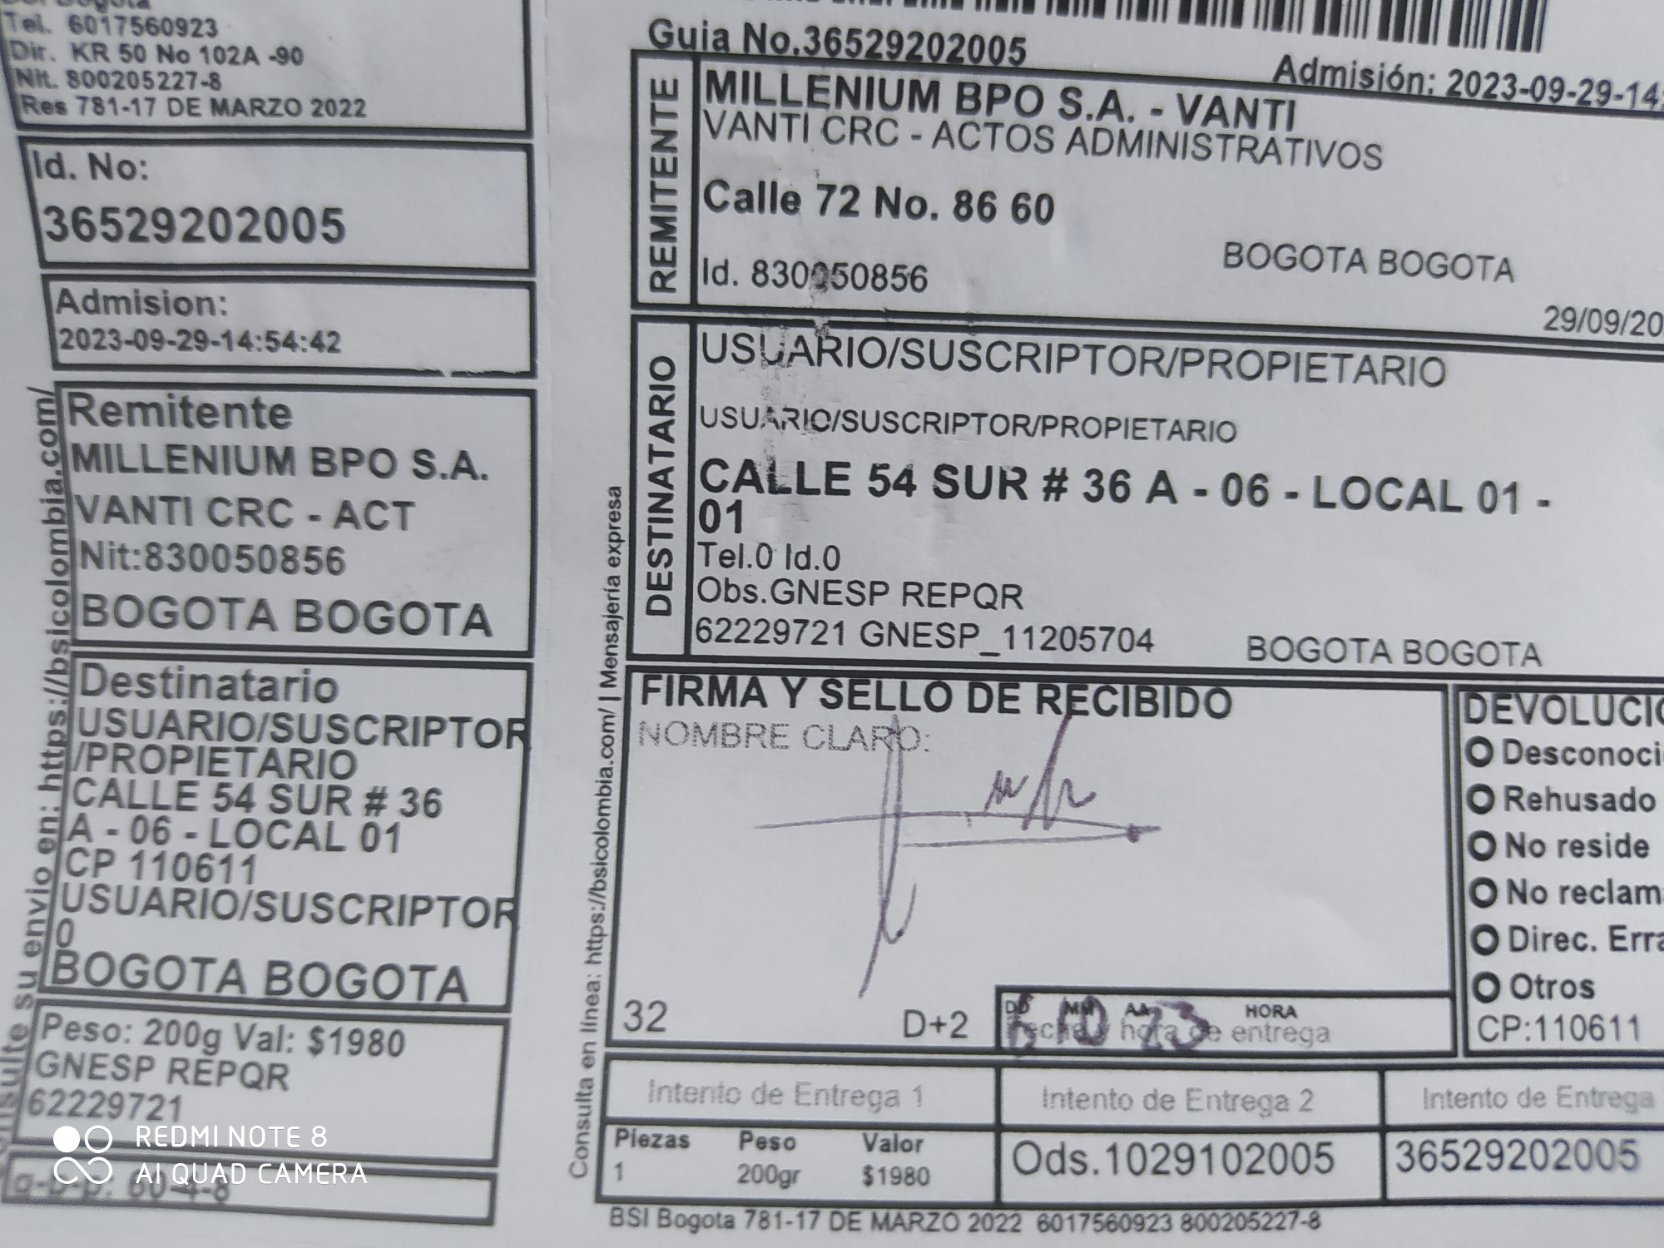 Tel. 6017560923
Dir. KR 50 No 102A -90
Nit. 800205227-8
Res 781-17 DE MARZO 2022
Id. No:
36529202005
Admision:
2023-09-29-14:54:42
Remitente
MILLENIUM BPO S.A.
VANTI CRC - ACT
Nit:830050856
BOGOTA BOGOTA
Destinatario
USUARIO/SUSCRIPTOR
/PROPIETARIO
CALLE 54 SUR # 36
A - 06 - LOCAL 01
CP 110611
USUARIO/SUSCRIPTOR
0
BOGOTA BOGOTA
Peso: 200g Val: $1980
GNESP REPQR
62229721
su envio en: https://bsicolombia.com/
Guia No.36529202005
Admisión: 2023-09-29-14:
REMITENTE
MILLENIUM BPO S.A. - VANTI
VANTI CRC - ACTOS ADMINISTRATIVOS
Calle 72 No. 86 60
BOGOTA BOGOTA
Id. 830050856
29/09/20
DESTINATARIO
USUARIO/SUSCRIPTOR/PROPIETARIO
USUARIO/SUSCRIPTOR/PROPIETARIO
CALLE 54 SUR # 36 A - 06 - LOCAL 01 -
01
Tel.0 Id.0
Obs.GNESP REPQR
62229721 GNESP_11205704
BOGOTA BOGOTA
Consulta en línea: https://bsicolombia.com/ | Mensajería expresa
FIRMA Y SELLO DE RECIBIDO
NOMBRE CLARO:
32
D+2
DD MM AA HORA
Fecha y hora de entrega
10 23
Desconoci
Rehusado
No reside
No reclam
Direc. Erra
Otros
CP:110611
Intento de Entrega 1
Intento de Entrega 2
Intento de Entrega
Piezas Peso Valor
1 200gr $1980
Ods.1029102005
36529202005
BSI Bogota 781-17 DE MARZO 2022 6017560923 800205227-8
REDMI NOTE 8
AI QUAD CAMERA